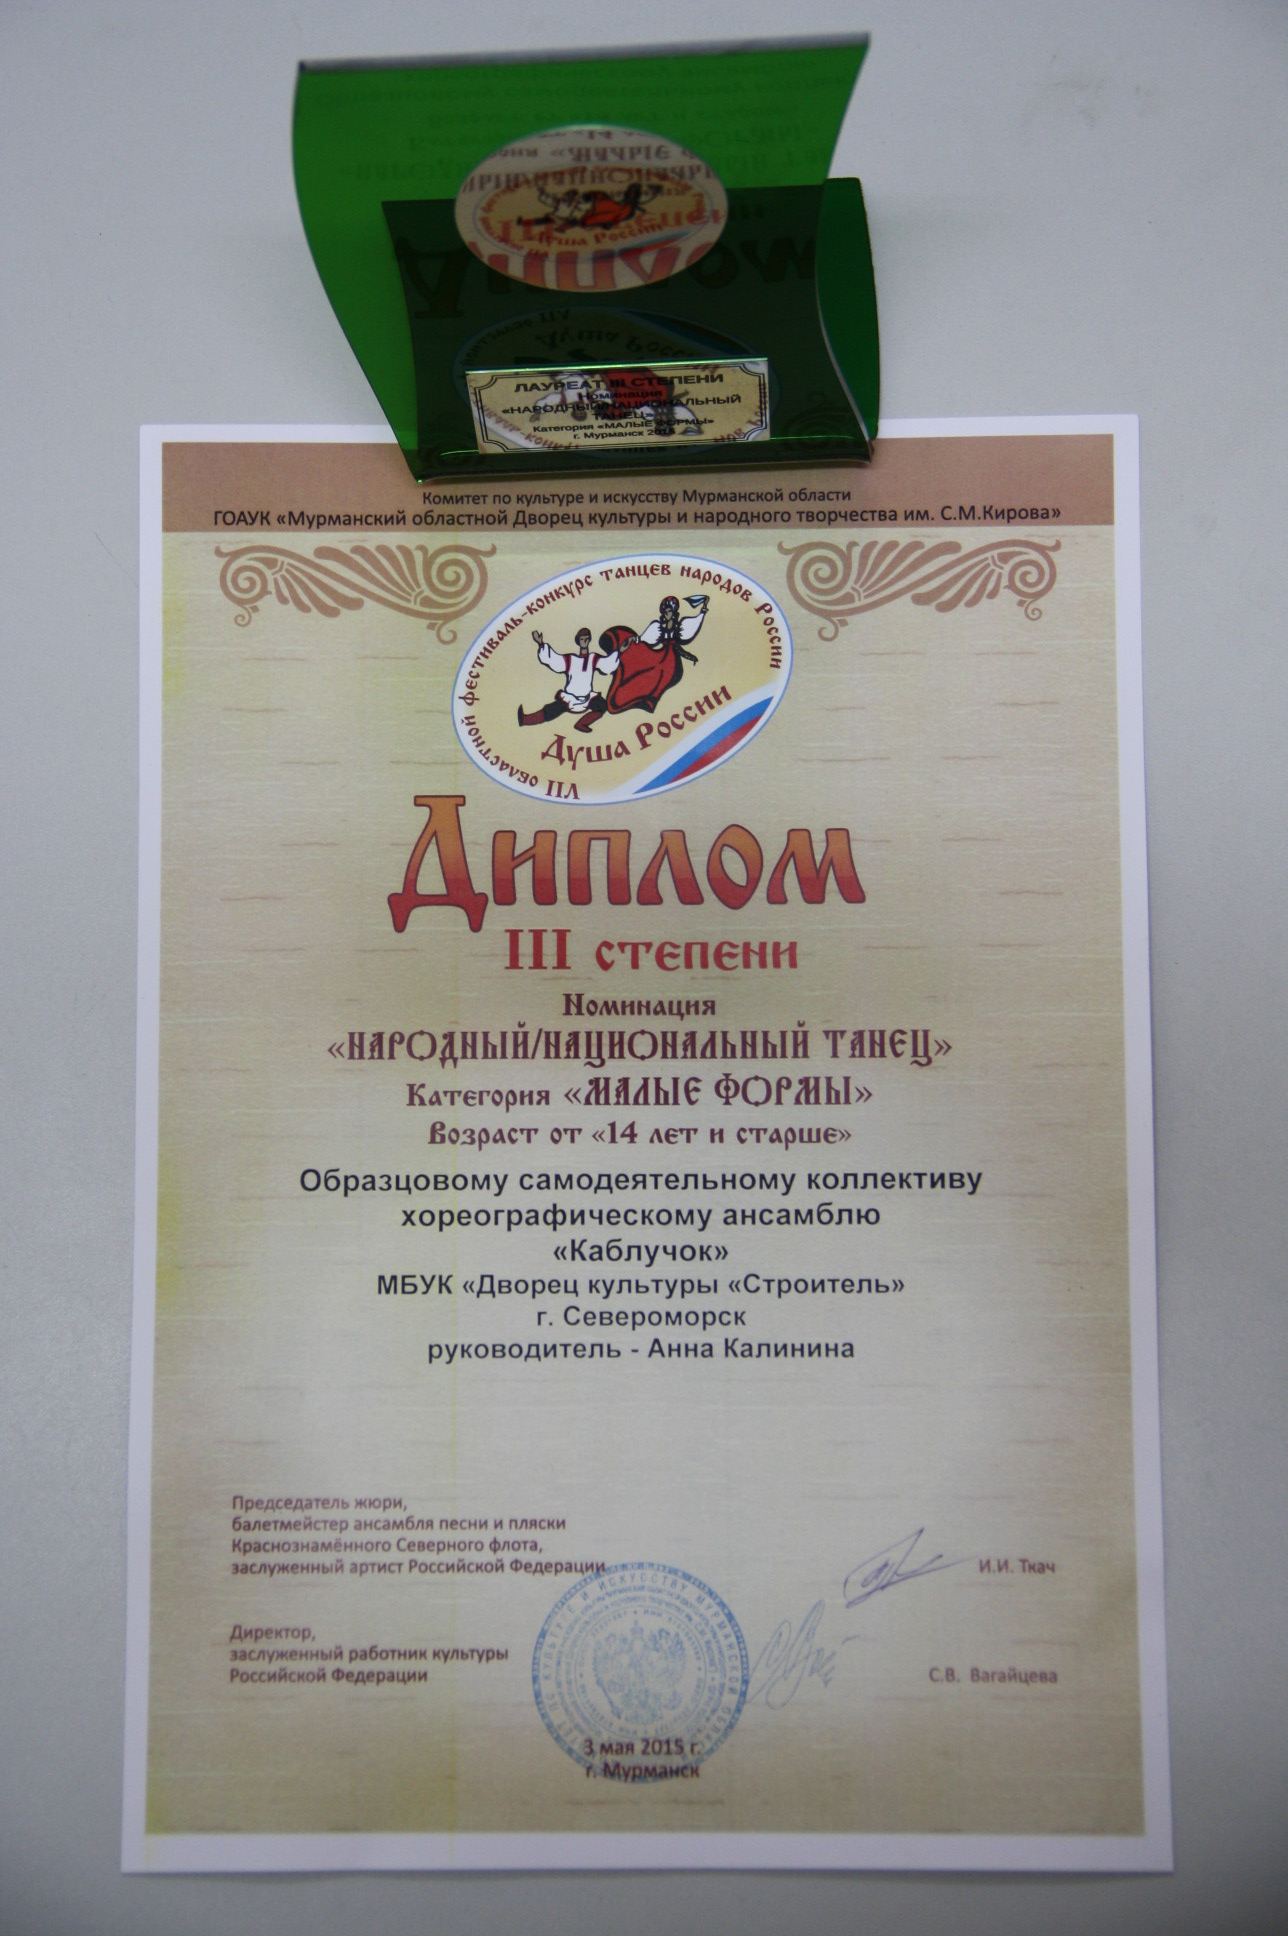 ЛАУРЕАТ III СТЕПЕНИ
Номинация
«НАРОДНЫЙ/НАЦИОНАЛЬНЫЙ
ТАНЕЦ»
Категория «МАЛЫЕ ФОРМЫ»
г. Мурманск 2015
Комитет по культуре и искусству Мурманской области
ГОАУК «Мурманский областной Дворец культуры и народного творчества им. С.М.Кирова»
VII областной фестиваль-конкурс танцев народов России
Душа России
Диплом
III степени
Номинация
«НАРОДНЫЙ/НАЦИОНАЛЬНЫЙ ТАНЕЦ»
Категория «МАЛЫЕ ФОРМЫ»
Возраст от «14 лет и старше»
Образцовому самодеятельному коллективу
хореографическому ансамблю
«Каблучок»
МБУК «Дворец культуры «Строитель»
г. Североморск
руководитель - Анна Калинина
Председатель жюри,
балетмейстер ансамбля песни и пляски
Краснознамённого Северного флота,
заслуженный артист Российской Федерации
И.И. Ткач
Директор,
заслуженный работник культуры
Российской Федерации
С.В. Вагайцева
3 мая 2015 г.
г. Мурманск